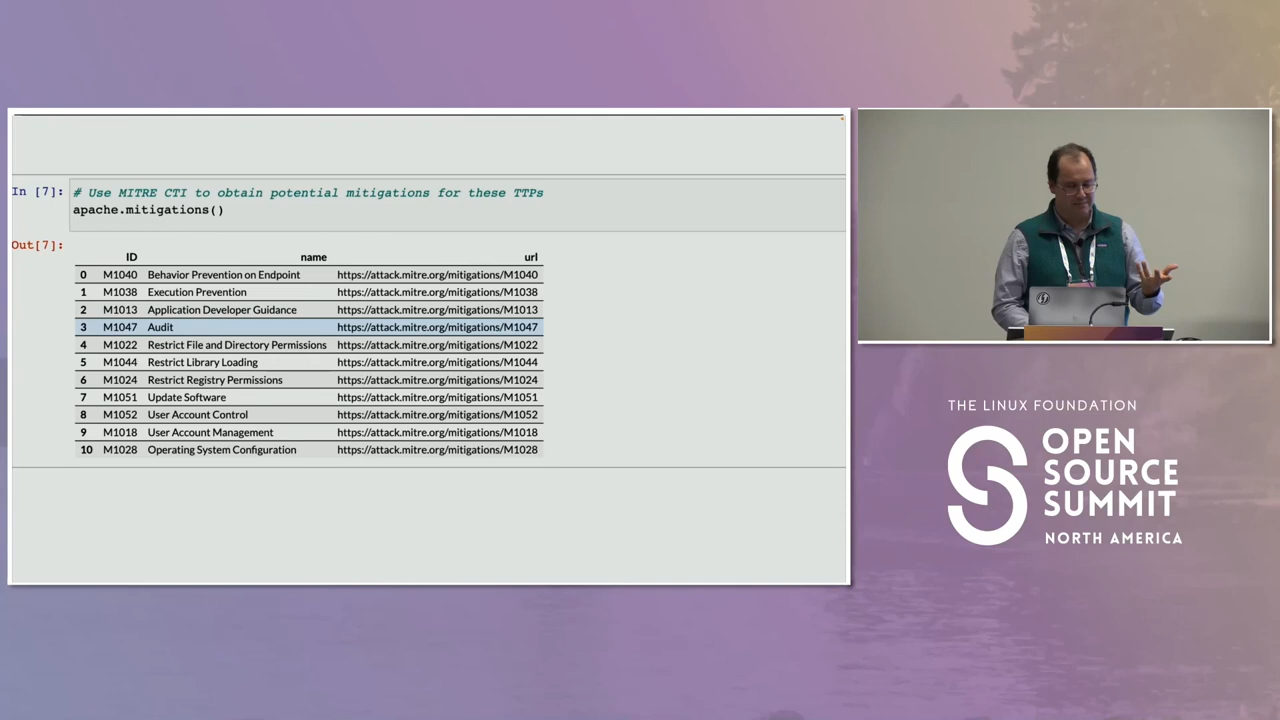 In [7]: # Use MITRE CTI to obtain potential mitigations for these TTPs
apache.mitigations()
Out[7]:
ID name url
0 M1040 Behavior Prevention on Endpoint https://attack.mitre.org/mitigations/M1040
1 M1038 Execution Prevention https://attack.mitre.org/mitigations/M1038
2 M1013 Application Developer Guidance https://attack.mitre.org/mitigations/M1013
3 M1047 Audit https://attack.mitre.org/mitigations/M1047
4 M1022 Restrict File and Directory Permissions https://attack.mitre.org/mitigations/M1022
5 M1044 Restrict Library Loading https://attack.mitre.org/mitigations/M1044
6 M1024 Restrict Registry Permissions https://attack.mitre.org/mitigations/M1024
7 M1051 Update Software https://attack.mitre.org/mitigations/M1051
8 M1052 User Account Control https://attack.mitre.org/mitigations/M1052
9 M1018 User Account Management https://attack.mitre.org/mitigations/M1018
10 M1028 Operating System Configuration https://attack.mitre.org/mitigations/M1028
THE LINUX FOUNDATION
OPEN
SOURCE
SUMMIT
NORTH AMERICA